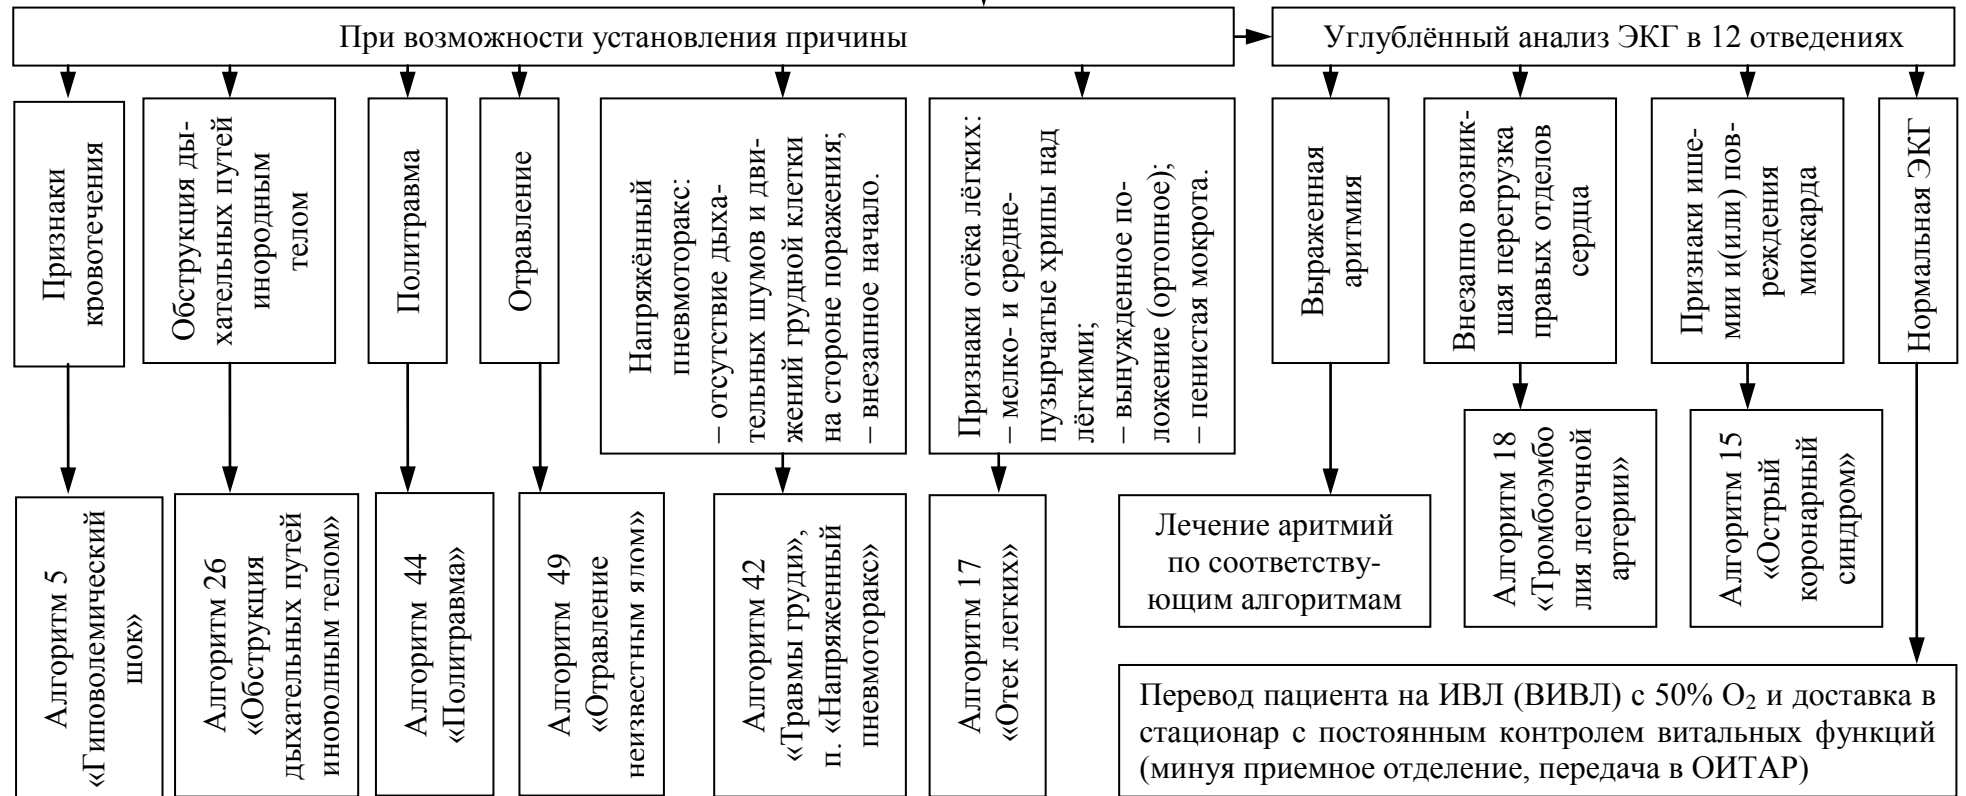 При возможности установления причины
Углублённый анализ ЭКГ в 12 отведениях
Признаки
кровотечения
Обструкция ды-
хательных путей
инородным
телом
Политравма
Отравление
Напряжённый
пневмоторакс:
– отсутствие дыха-
тельных шумов и дви-
жений грудной клетки
на стороне поражения;
– внезапное начало.
Признаки отёка лёгких:
– мелко- и средне-
пузырчатые хрипы над
лёгкими;
– вынужденное по-
ложение (ортопное);
– пенистая мокрота.
Выраженная
аритмия
Внезапно возник-
шая перегрузка
правых отделов
сердца
Признаки ише-
мии и(или) пов-
реждения
миокарда
Нормальная ЭКГ
Алгоритм 5
«Гиповолемический
шок»
Алгоритм 26
«Обструкция
дыхательных путей
инородным телом»
Алгоритм 44
«Политравма»
Алгоритм 49
«Отравление
неизвестным ялом»
Алгоритм 42
«Травмы груди»,
п. «Напряженный
пневмоторакс»
Алгоритм 17
«Отек легких»
Лечение аритмий
по соответству-
ющим алгоритмам
Алгоритм 18
«Тромбоэмбо
лия легочной
артерии»
Алгоритм 15
«Острый
коронарный
синдром»
Перевод пациента на ИВЛ (ВИВЛ) с 50% O₂ и доставка в
стационар с постоянным контролем витальных функций
(минуя приемное отделение, передача в ОИТАР)